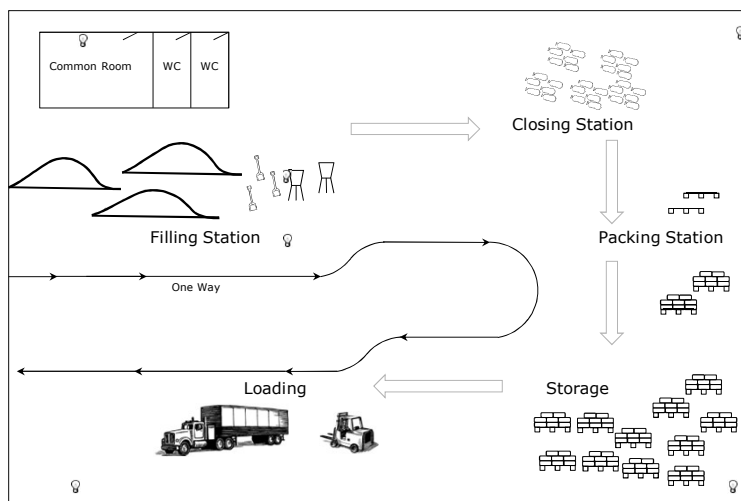 Common Room
WC
WC
Closing Station
Filling Station
Packing Station
One Way
Loading
Storage